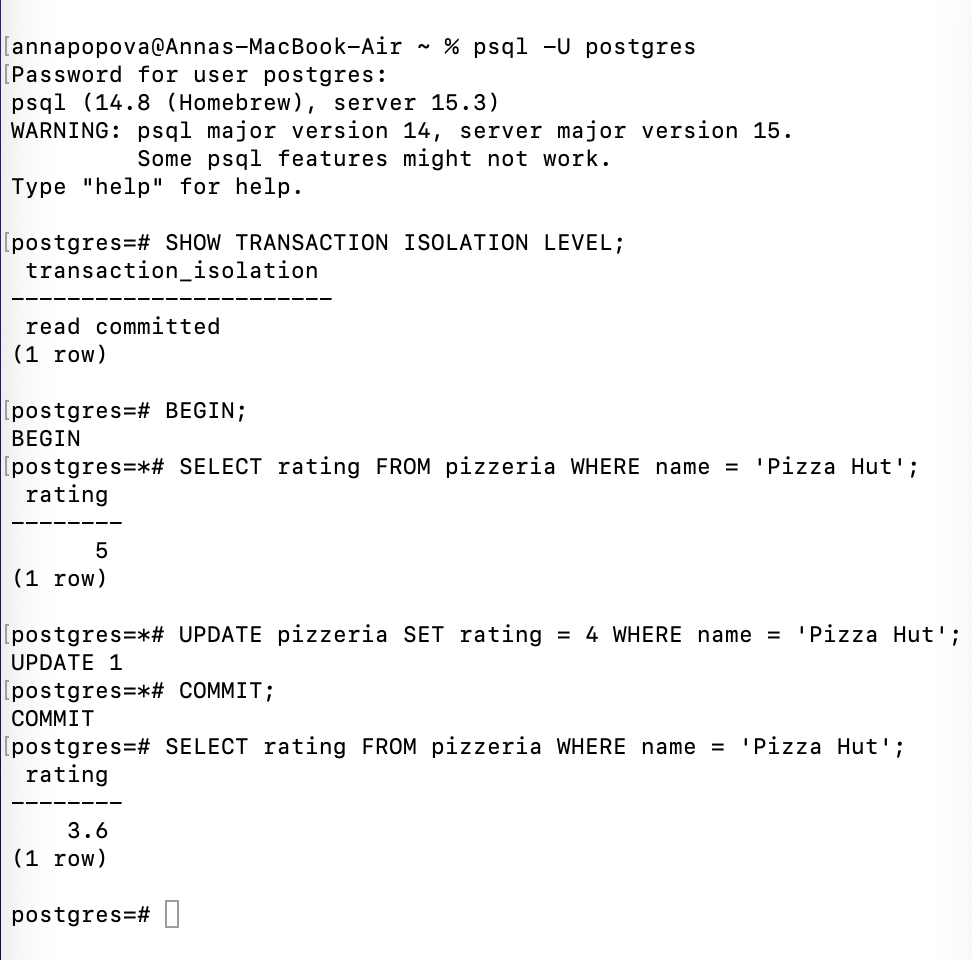 [annapopova@Annas-MacBook-Air ~ % psql -U postgres
[Password for user postgres:
psql (14.8 (Homebrew), server 15.3)
WARNING: psql major version 14, server major version 15.
         Some psql features might not work.
Type "help" for help.

[postgres=# SHOW TRANSACTION ISOLATION LEVEL;
 transaction_isolation
-----------------------
 read committed
(1 row)

[postgres=# BEGIN;
BEGIN
[postgres=*# SELECT rating FROM pizzeria WHERE name = 'Pizza Hut';
 rating
--------
      5
(1 row)

[postgres=*# UPDATE pizzeria SET rating = 4 WHERE name = 'Pizza Hut';
UPDATE 1
[postgres=*# COMMIT;
COMMIT
[postgres=# SELECT rating FROM pizzeria WHERE name = 'Pizza Hut';
 rating
--------
    3.6
(1 row)

postgres=#